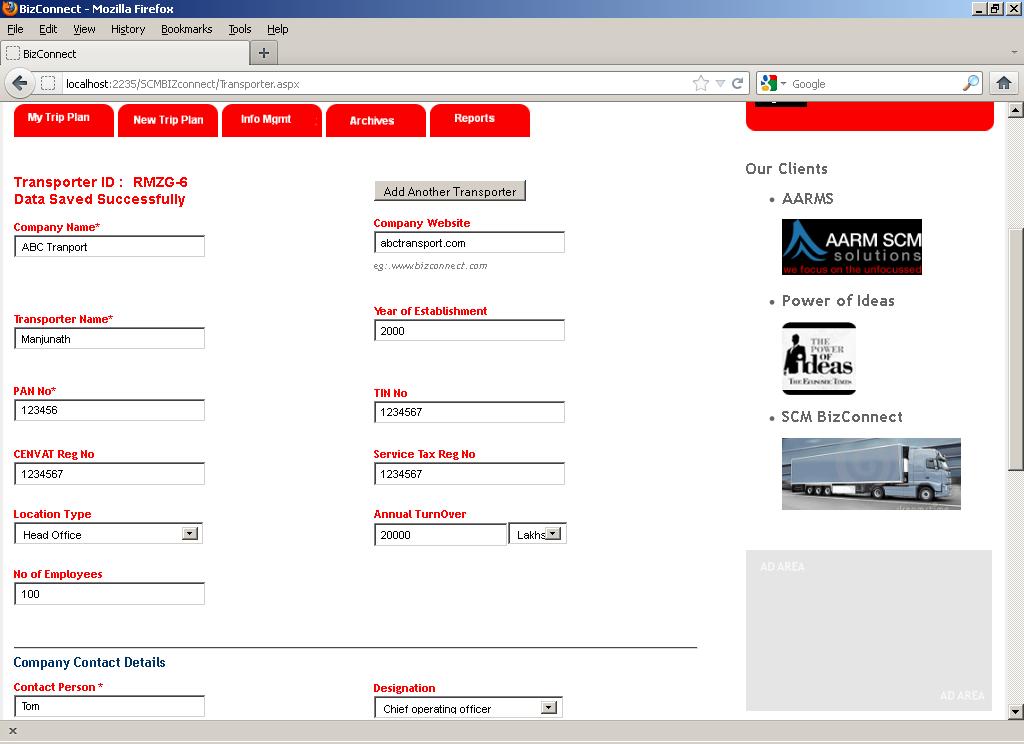 BizConnect - Mozilla Firefox
File Edit View History Bookmarks Tools Help
BizConnect
localhost:2235/SCMBIZconnect/Transporter.aspx
Google
My Trip Plan
New Trip Plan
Info Mgmt
Archives
Reports
Transporter ID : RMZG-6
Data Saved Successfully
Add Another Transporter
Company Name*
ABC Tranport
Company Website
abctransport.com
eg:.www.bizconnect.com
Transporter Name*
Manjunath
Year of Establishment
2000
PAN No*
123456
TIN No
1234567
CENVAT Reg No
1234567
Service Tax Reg No
1234567
Location Type
Head Office
Annual TurnOver
20000
Lakhs
No of Employees
100
Company Contact Details
Contact Person *
Tom
Designation
Chief operating officer
Our Clients
AARMS
AARM SCM
solutions
we focus on the unfocussed
Power of Ideas
THE
POWER
OF
ideas
THE ECONOMIC TIMES
SCM BizConnect
AD AREA
AD AREA